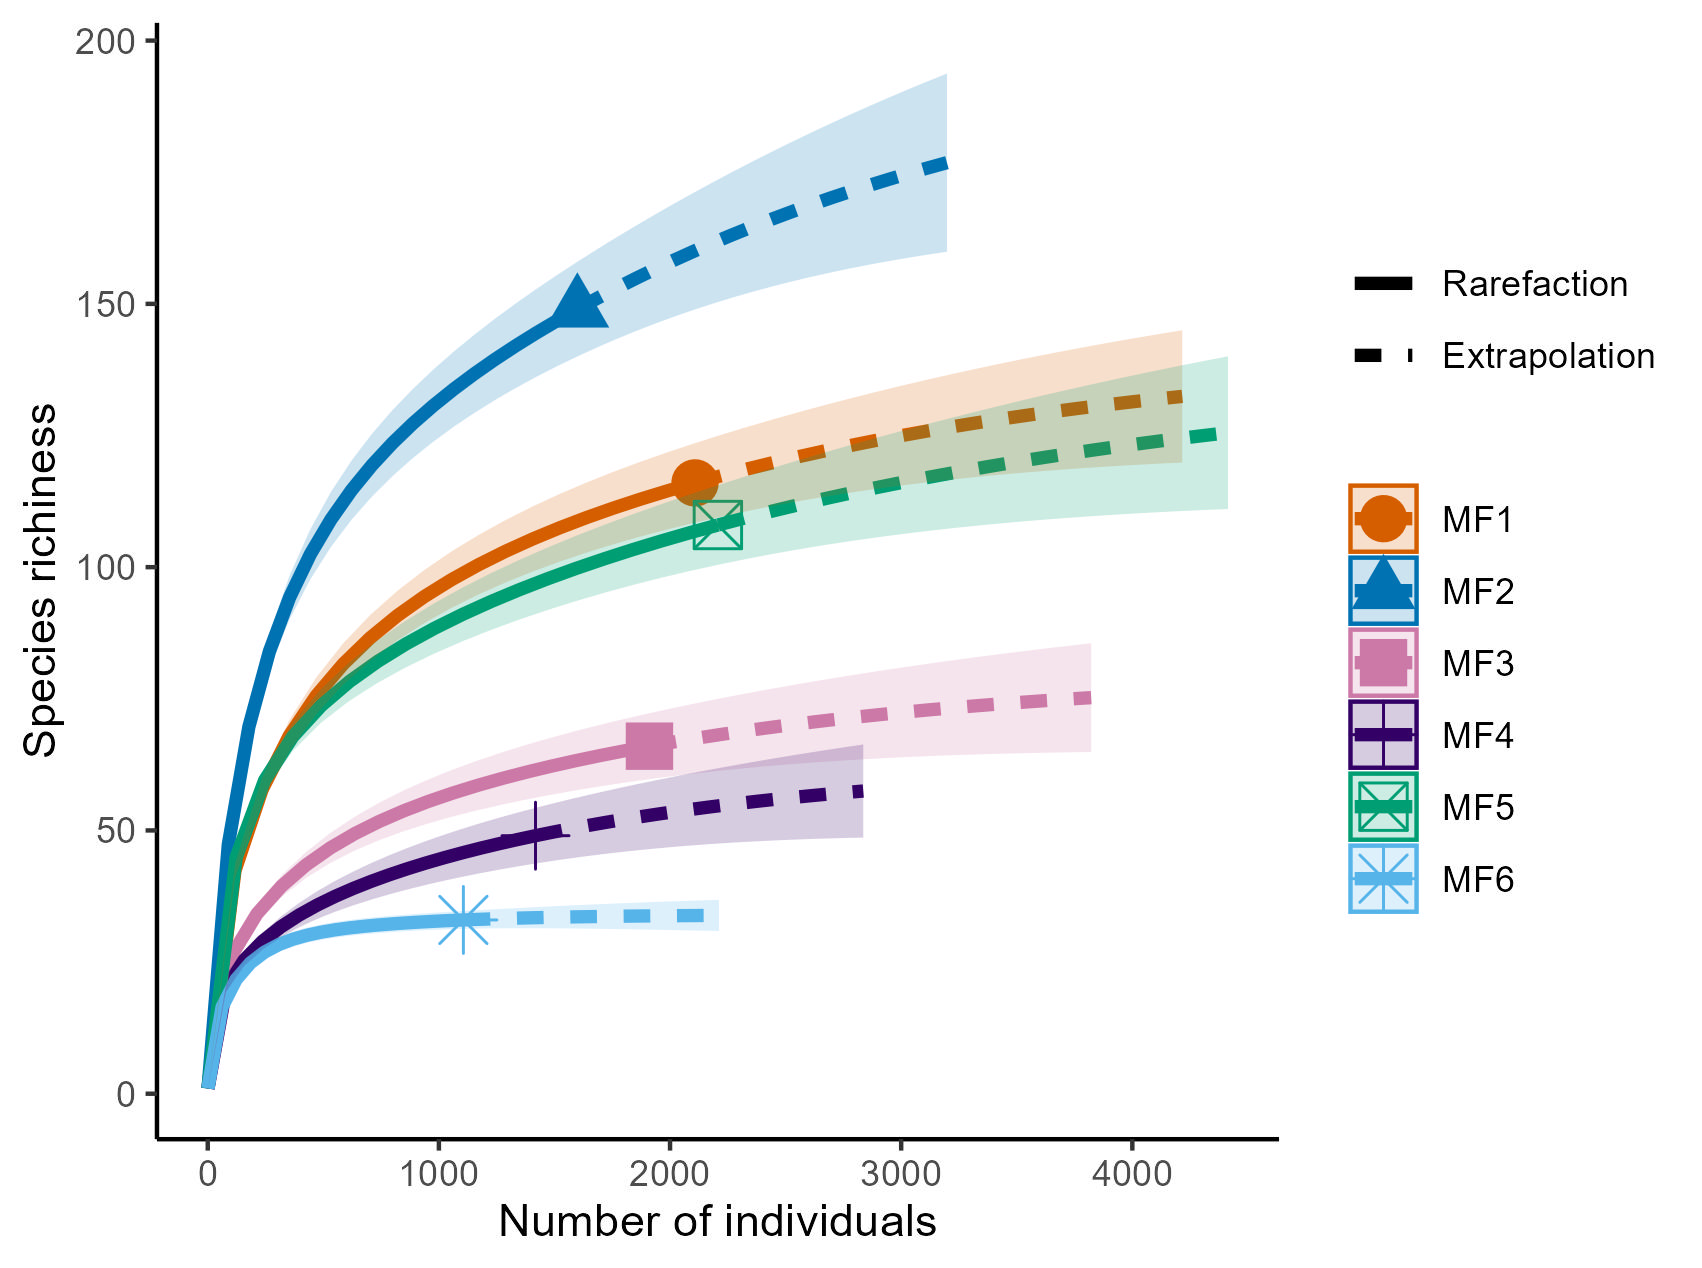 200
150
100
50
0
Species richness
0 1000 2000 3000 4000
Number of individuals
Rarefaction
Extrapolation
MF1
MF2
MF3
MF4
MF5
MF6